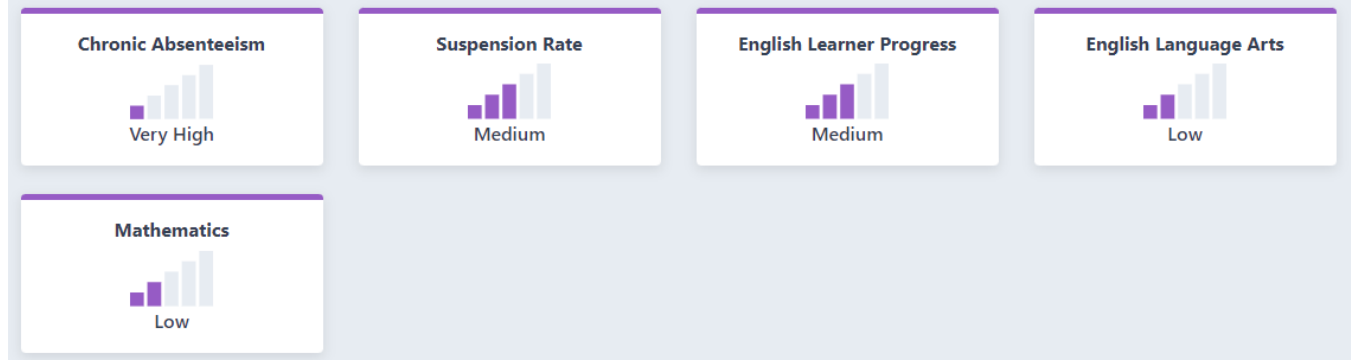 Chronic Absenteeism
Very High
Suspension Rate
Medium
English Learner Progress
Medium
English Language Arts
Low
Mathematics
Low